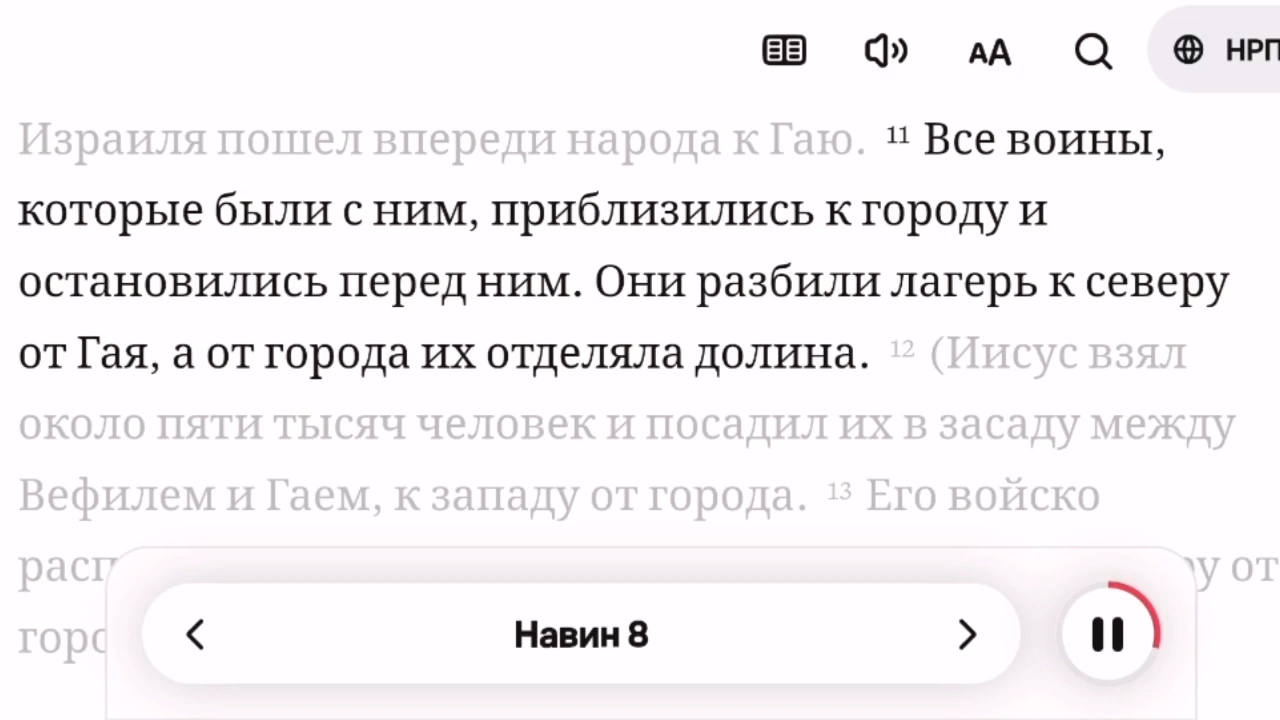 AA
НРП
Израиля пошел впереди народа к Гаю. 11 Все воины,
которые были с ним, приблизились к городу и
остановились перед ним. Они разбили лагерь к северу
от Гая, а от города их отделяла долина. 12 (Иисус взял
около пяти тысяч человек и посадил их в засаду между
Вефилем и Гаем, к западу от города. 13 Его войско
от
Навин 8